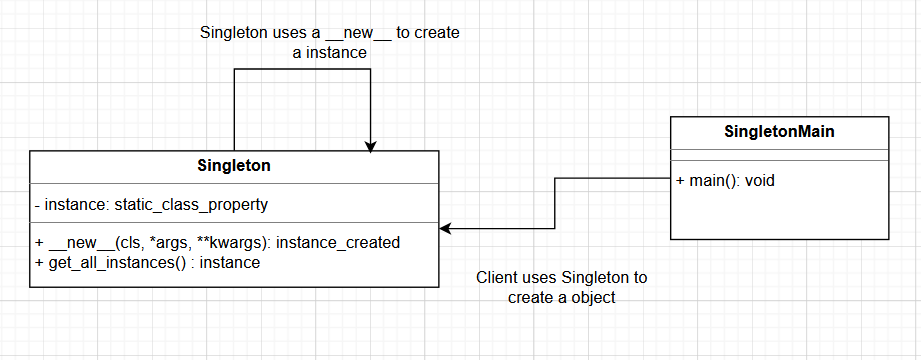 Singleton uses a __new__ to create
a instance
Singleton
- instance: static_class_property
+ __new__(cls, *args, **kwargs): instance_created
+ get_all_instances() : instance
SingletonMain
+ main(): void
Client uses Singleton to
create a object